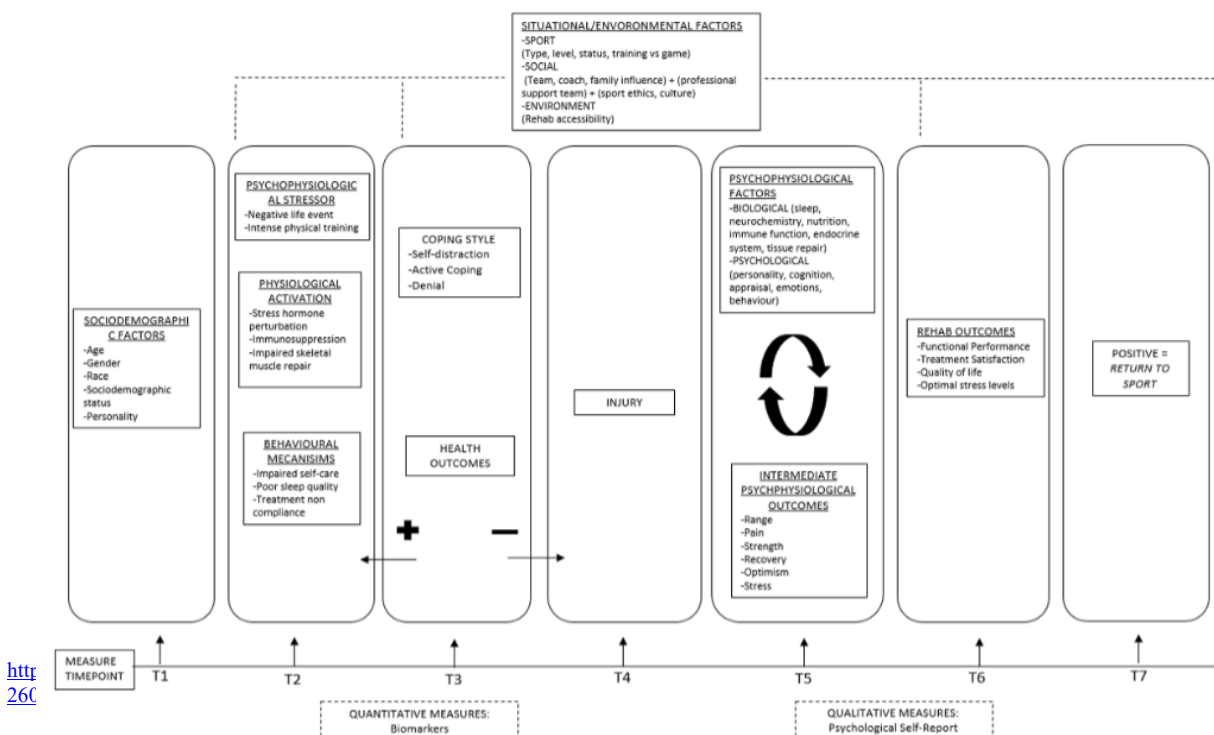 SITUATIONAL/ENVORONMENTAL FACTORS
-SPORT
(Type, level, status, training vs game)
-SOCIAL
(Team, coach, family influence) + (professional
support team) + (sport ethics, culture)
-ENVIRONMENT
(Rehab accessibility)
SOCIODEMOGRAPHI
C FACTORS
-Age
-Gender
-Race
-Sociodemographic
status
-Personality
PSYCHOPHYSIOLOGIC
AL STRESSOR
-Negative life event
-Intense physical training
PHYSIOLOGICAL
ACTIVATION
-Stress hormone
perturbation
-Immunosuppression
-Impaired skeletal
muscle repair
BEHAVIOURAL
MECANISIMS
-Impaired self-care
-Poor sleep quality
-Treatment non
compliance
COPING STYLE
-Self-distraction
-Active Coping
-Denial
HEALTH
OUTCOMES
+ −
INJURY
PSYCHOPHYSIOLOGICAL
FACTORS
-BIOLOGICAL (sleep,
neurochemistry, nutrition,
immune function, endocrine
system, tissue repair)
-PSYCHOLOGICAL
(personality, cognition,
appraisal, emotions,
behaviour)
INTERMEDIATE
PSYCHPHYSIOLOGICAL
OUTCOMES
-Range
-Pain
-Strength
-Recovery
-Optimism
-Stress
REHAB OUTCOMES
-Functional Performance
-Treatment Satisfaction
-Quality of life
-Optimal stress levels
POSITIVE =
RETURN TO
SPORT
MEASURE
TIMEPOINT
T1 T2 T3 T4 T5 T6 T7
http
260
QUANTITATIVE MEASURES:
Biomarkers
QUALITATIVE MEASURES:
Psychological Self-Report